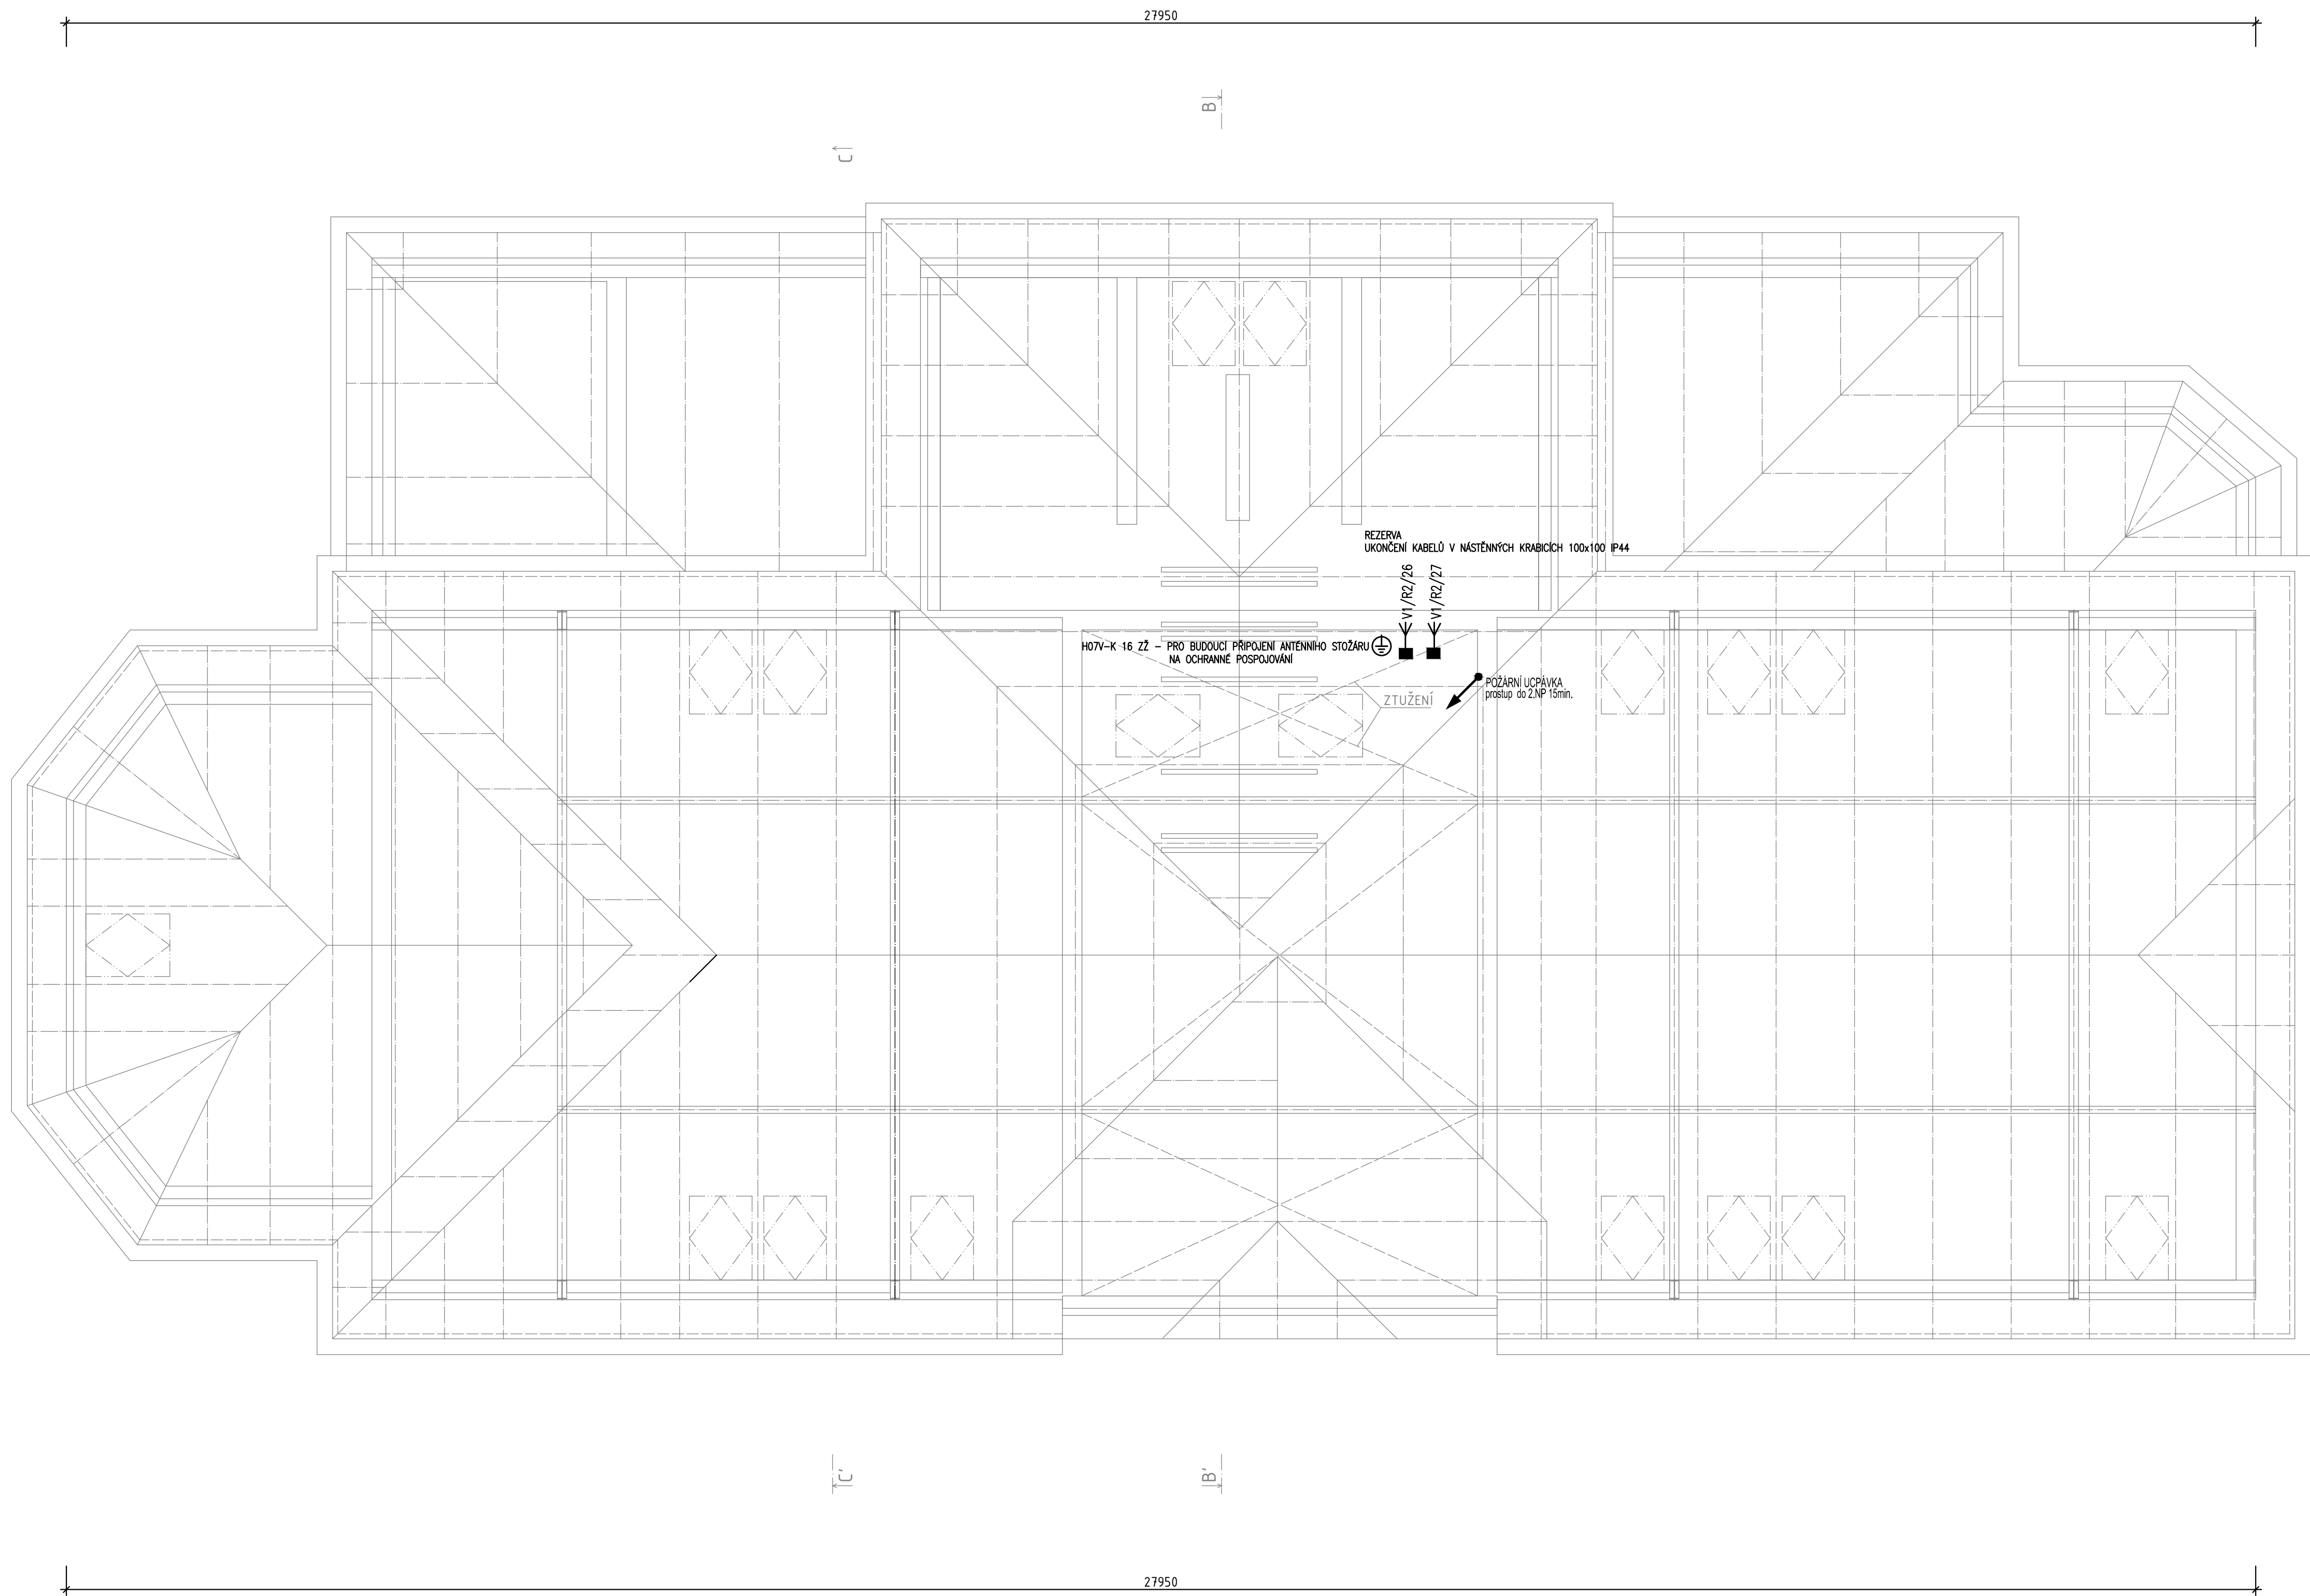 27950
B
C
REZERVA
UKONČENÍ KABELŮ V NÁSTĚNNÝCH KRABICÍCH 100x100 IP44
V1/R2/26
V1/R2/27
H07V-K 16 ZŽ - PRO BUDOUCÍ PŘIPOJENÍ ANTÉNNÍHO STOŽÁRU
NA OCHRANNÉ POSPOJOVÁNÍ
POŽÁRNÍ UCPÁVKA
prostup do 2.NP 15min.
ZTUŽENÍ
C'
B'
27950